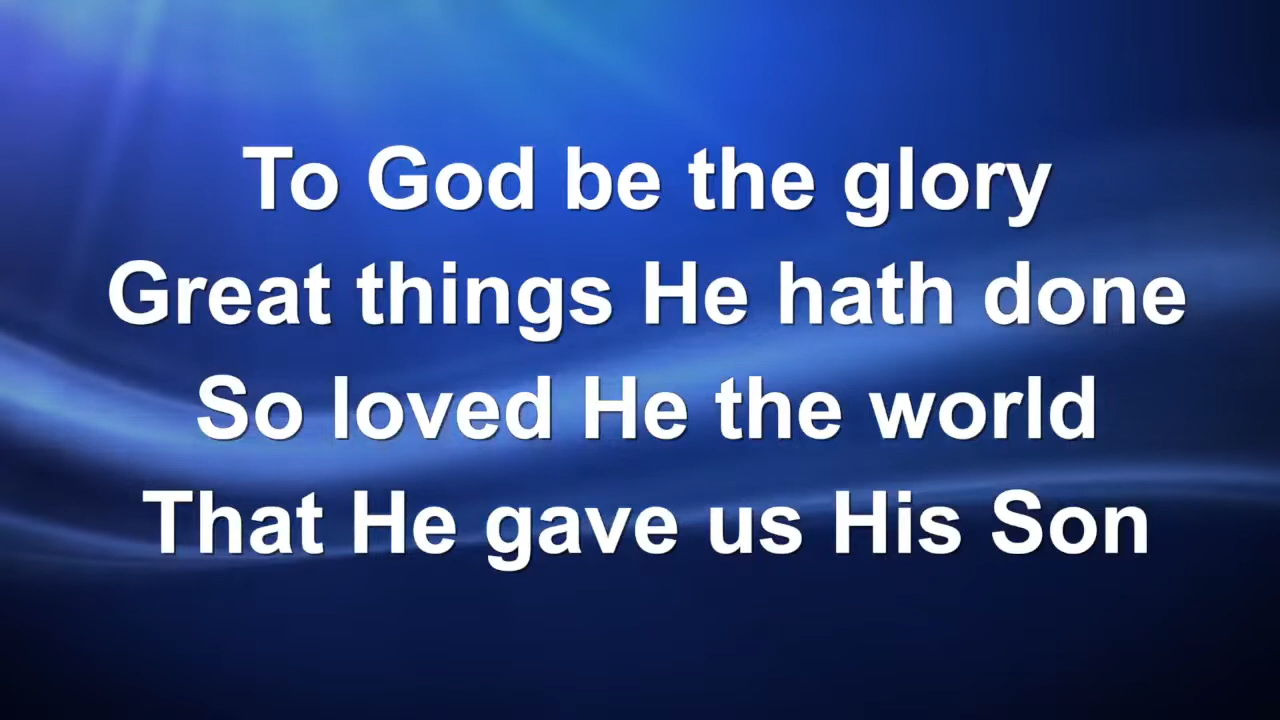 To God be the glory
Great things He hath done
So loved He the world
That He gave us His Son